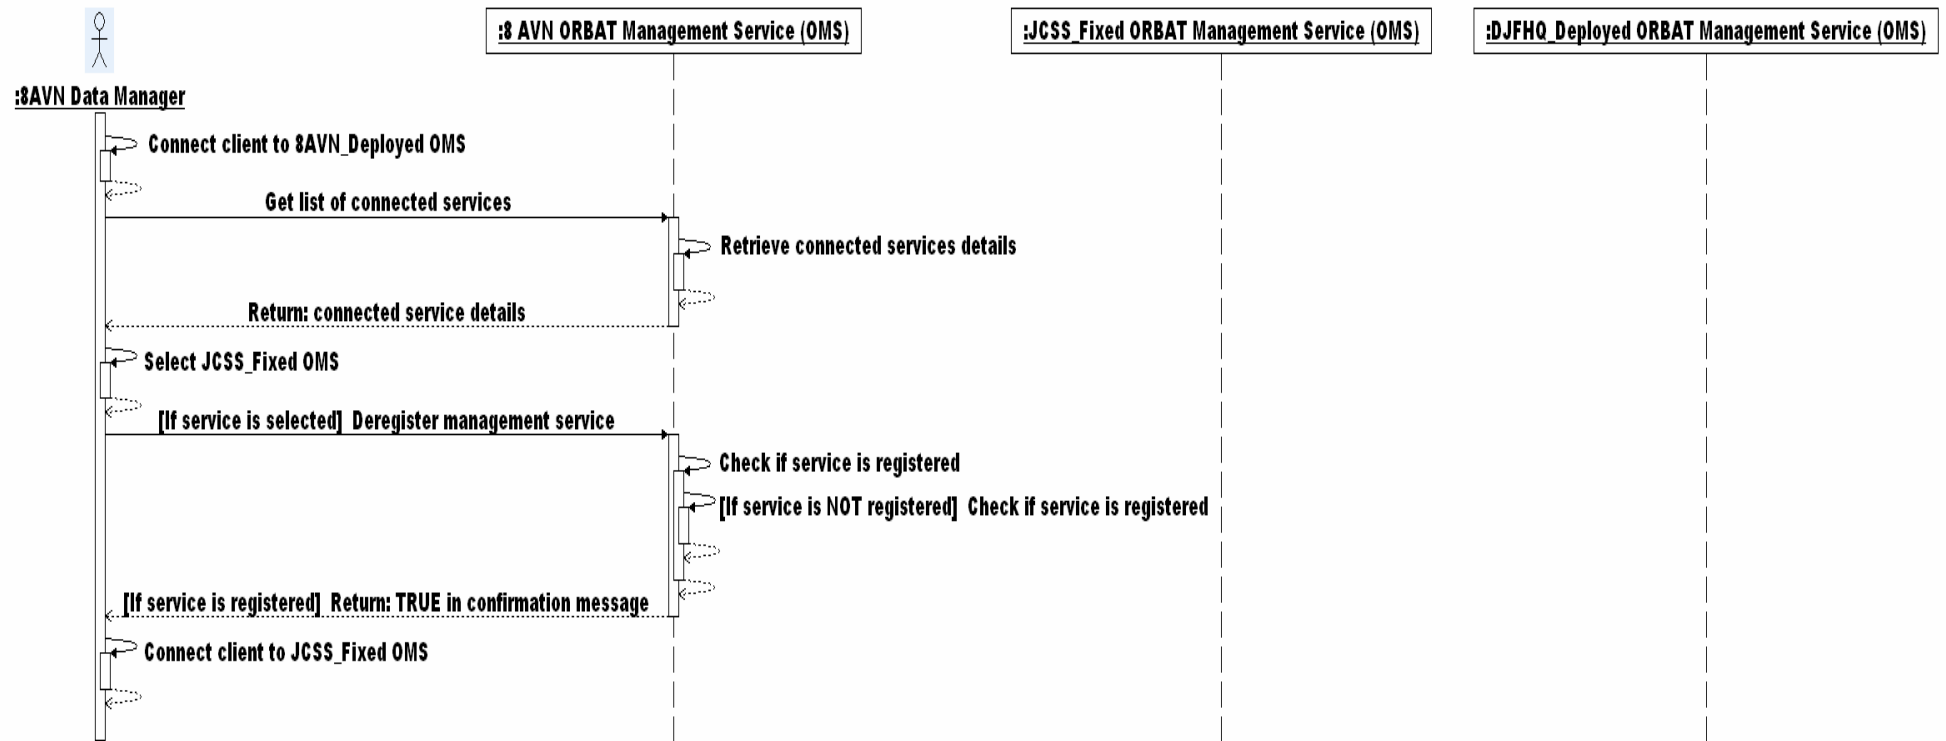 :8 AVN ORBAT Management Service (OMS)
:JCSS_Fixed ORBAT Management Service (OMS)
:DJFHQ_Deployed ORBAT Management Service (OMS)
:8AVN Data Manager
Connect client to 8AVN_Deployed OMS
Get list of connected services
Retrieve connected services details
Return: connected service details
Select JCSS_Fixed OMS
[If service is selected] Deregister management service
Check if service is registered
[If service is NOT registered] Check if service is registered
[If service is registered] Return: TRUE in confirmation message
Connect client to JCSS_Fixed OMS